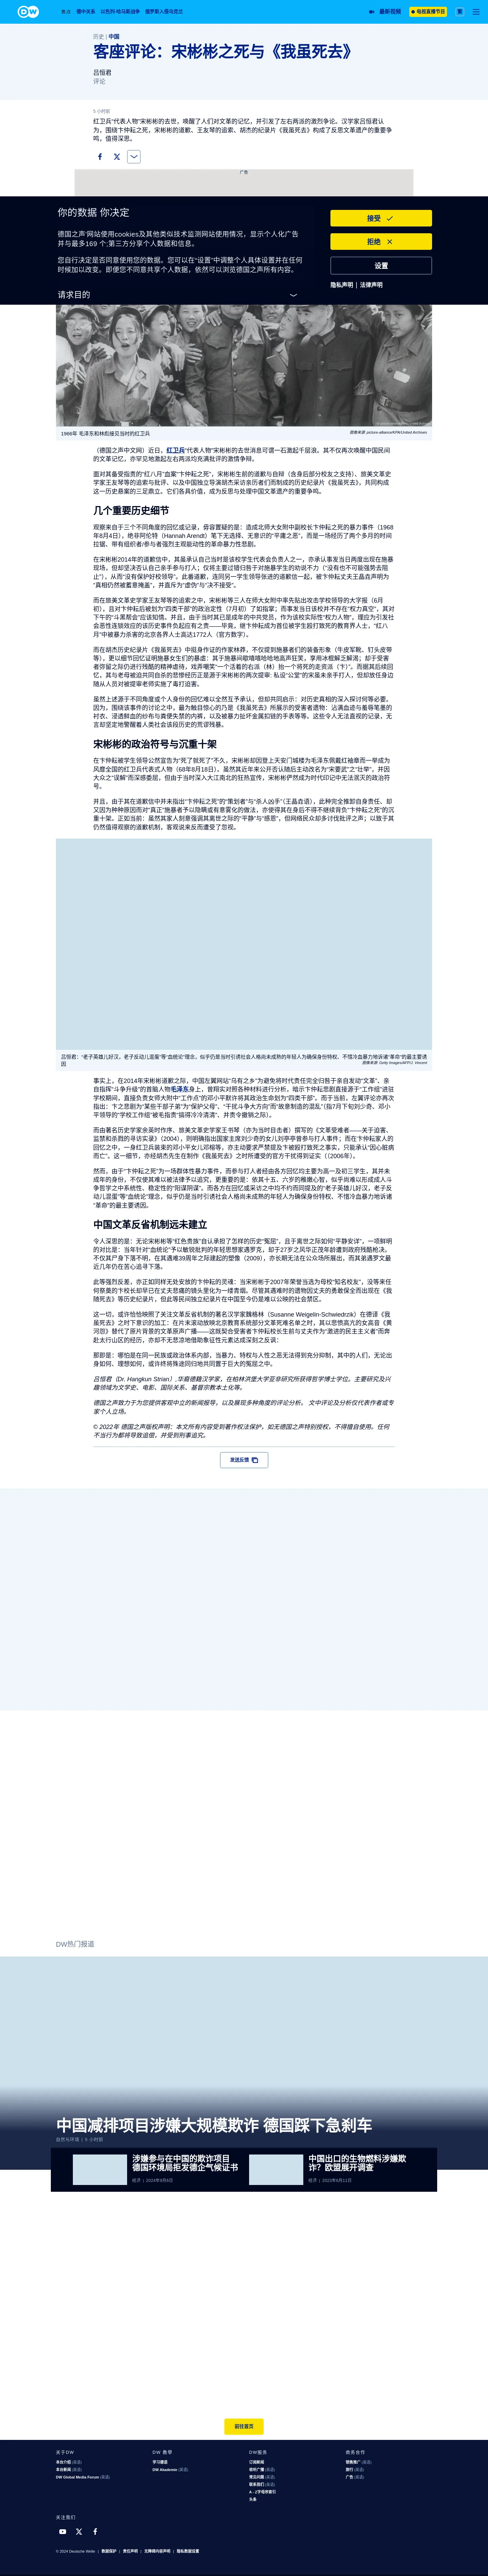 DW
热点 德中关系 以色列-哈马斯战争 俄罗斯入侵乌克兰
最新视频
电视直播节目
繁
历史 | 中国
客座评论：宋彬彬之死与《我虽死去》
吕恒君
评论
5 小时前
红卫兵“代表人物”宋彬彬的去世，唤醒了人们对文革的记忆，并引发了左右两派的激烈争论。汉学家吕恒君认
为，围绕卞仲耘之死，宋彬彬的道歉、王友琴的追索、胡杰的纪录片《我虽死去》构成了反思文革遗产的重要争
鸣，值得深思。
广告
你的数据 你决定
德国之声’网站使用cookies及其他类似技术监测网站使用情况，显示个人化广告
并与最多169 个;第三方分享个人数据和信息。
您自行决定是否同意使用您的数据。您可以在“设置”中调整个人具体设置并在任何
时候加以改变。即便您不同意共享个人数据，依然可以浏览德国之声所有内容。
请求目的
接受
拒绝
设置
隐私声明 | 法律声明
1966年 毛泽东和林彪接见当时的红卫兵
图像来源: picture-alliance/KPA/United Archives
（德国之声中文网）近日，红卫兵“代表人物”宋彬彬的去世消息可谓一石激起千层浪。其不仅再次唤醒中国民间
的文革记忆，亦罕见地激起左右两派均充满批评的激情争辩。
面对其备受指责的“红八月”血案“卞仲耘之死”，宋彬彬生前的道歉与自辩（含身后部分校友之支持）、旅美文革史
学家王友琴等的追索与批评、以及中国独立导演胡杰采访亲历者们而制成的历史纪录片《我虽死去》，共同构成
这一历史悬案的三足鼎立。它们各具价值，成为反思与处理中国文革遗产的重要争鸣。
几个重要历史细节
观察来自于三个不同角度的回忆或记录，毋容置疑的是：造成北师大女附中副校长卞仲耘之死的暴力事件（1966
年8月4日），绝非阿伦特（Hannah Arendt）笔下无选择、无意识的“平庸之恶”，而是一场经历了两个多月的时间
拉锯、带有组织者/参与者强烈主观能动性的革命暴力性悲剧。
在宋彬彬2014年的道歉信中，其虽承认自己当时是该校学生代表会负责人之一，亦承认事发当日两度出现在施暴
现场，但却坚决否认自己亲手参与打人；仅将主要过错归咎于对施暴学生的劝说不力（“没有也不可能强势去阻
止”），从而“没有保护好校领导”。此番道歉，连同另一学生领导张进的道歉信一起，被卞仲耘丈夫王晶垚声明为
“真相仍然被蓄意掩盖”，并直斥为“虚伪”与“决不接受”。
而在旅美文革史学家王友琴等的追索之中，宋彬彬等三人在师大女附中率先贴出攻击学校领导的大字报（6月
初），且对卞仲耘后被划为“四类干部”的政治定性（7月初）了如指掌；而事发当日该校并不存在“权力真空”，其对
下午的“斗黑帮会”应该知情。并且，由于当时其已是成年的中共党员，作为该校实际性“权力人物”，理应为引发社
会恶性连锁效应的该历史事件负起应有之责——毕竟，继卞仲耘成为首位被学生殴打致死的教育界人士，“红八
月”中被暴力杀害的北京各界人士高达1772人（官方数字）。
而在胡杰历史纪录片《我虽死去》中挺身作证的作家林莽，亦提到施暴者们的装备形象（牛皮军靴、钉头皮带
等），更以细节回忆证明施暴女生们的暴虐：其于施暴间歇嘻嘻哈哈地高声狂笑，享用冰棍解乏解渴；却于受害
者弥留之际仍进行残酷的精神虐待，戏弄嘲笑“一个活着的右派（林）抬一个将死的走资派（卞）”。而据其后续回
忆，其与老母被迫共同自杀的悲惨经历正是源于宋彬彬的两次提审: 私设“公堂”的宋虽未亲手打人，但却放任身边
随从人员对被提审老师实施了毒打迫害。
虽然上述源于不同角度或个人身份的回忆难以全然互予承认，但却共同启示：对历史真相的深入探讨何等必要。
因为，围绕该事件的讨论之中，最为触目惊心的乃是《我虽死去》所展示的受害者遗物：沾满血迹与羞辱笔墨的
衬衣、浸透鲜血的纱布与粪便失禁的内裤，以及被暴力扯坏金属扣链的手表等等。这些令人无法直视的记录，无
言却坚定地警醒着人类社会该段历史的荒谬残暴。
宋彬彬的政治符号与沉重十架
在卞仲耘被学生领导公然宣告为“死了就死了”不久，宋彬彬却因登上天安门城楼为毛泽东佩戴红袖章而一举成为
风靡全国的红卫兵代表式人物（66年8月18日）。虽然其近年来公开否认随后主动改名为“宋要武”之“壮举”，并因
大众之“误解”而深感委屈，但由于当时深入大江南北的狂热宣传，宋彬彬俨然成为时代印记中无法泯灭的政治符
号。
并且，由于其在道歉信中并未指出“卞仲耘之死”的“策划者”与“杀人凶手”（王晶垚语），此种完全推卸自身责任、却
又因为种种原因而对“真正”施暴者予以隐瞒或有意雾化的做法，亦使得其在身后不得不继续背负“卞仲耘之死”的沉
重十架。正如当前：虽然其家人刻意强调其离世之际的“平静”与“感恩”，但网络民众却多讨伐批评之声；以致于其
仍然值得观察的道歉机制，客观说来反而遭受了忽视。
吕恒君：“老子英雄儿好汉，老子反动儿混蛋”等“血统论”理念，似乎仍是当时引诱社会人格尚未成熟的年轻人为确保身份特权、不惜冷血暴力地诉诸“革命”的最主要诱
因
图像来源: Getty Images/AFP/J. Vincent
事实上，在2014年宋彬彬道歉之际，中国左翼网站“乌有之乡”为避免将时代责任完全归咎于亲自发动“文革”、亲
自指挥“斗争升级”的首脑人物毛泽东身上，曾翔实对照各种材料进行分析，暗示卞仲耘悲剧直接源于“工作组”进驻
学校期间，直接负责女师大附中“工作点”的邓小平默许将其政治生命划为“四类干部”。而于当前，左翼评论亦再次
指出：卞之悲剧为“某些干部子弟”为“保护父母”、“干扰斗争大方向”而“故意制造的混乱”（指7月下旬刘少奇、邓小
平领导的“学校工作组”被毛指责“搞得冷冷清清”、并责令撤销之际）。
而由著名历史学家余英时作序、旅美文革史学家王书琴（亦为当时目击者）撰写的《文革受难者——关于迫害、
监禁和杀戮的寻访实录》（2004），则明确指出国家主席刘少奇的女儿刘亭亭曾参与打人事件；而在卞仲耘家人的
回忆之中，一身红卫兵装束的邓小平女儿邓榕，亦主动至卞仲耘急救的医院要求不可追究打人被打致死之事实，只能承认其“因心脏病
而亡”。这一细节，亦经胡杰先生在制作《我虽死去》之时所遭受的官方干扰得到证实（《2006年）。
然而，由于“卞仲耘之死”为一场群体性暴力事件，而参与打人者经由各方回忆均主要为高一及初三学生，其并未
成年的身份，不仅使其难以被法律予以追究，更重要的是：依其十五、六岁的稚嫩心智，似乎尚难以形成成人斗
争哲学之中系统性、稳定性的“阳谋阴谋”。而在各方回忆或采访之中均不约而同提及的“老子英雄儿好汉，老子反
动儿混蛋”等“血统论”理念，似乎仍是当时引诱社会人格尚未成熟的年轻人为确保身份特权、不惜冷血暴力地诉诸
“革命”的最主要诱因。
中国文革反省机制远未建立
令人深思的是：无论宋彬彬等“红色贵族”自认承担了怎样的历史“冤屈”，且于离世之际如何“平静安详”，一项鲜明
的对比是：当年针对“血统论”予以敏锐批判的年轻思想家遇罗克，却于27岁之风华正茂年龄遭到政府残酷枪决，
不仅其尸身下落不明，在其遇难39周年之际建起的塑像（2009），亦长期无法在公众场所展出，而其弟遇罗文最
近几年仍在苦心追寻下落。
此等强烈反差，亦正如同样无处安放的卞仲耘的灵魂：当宋彬彬于2007年荣誉当选为母校“知名校友”，没等来任
何祭奠的卞校长却早已在丈夫悲痛的镜头里化为一缕青烟。尽管其遇难时的遗物因丈夫的勇敢保全而出现在《我
随死去》等历史纪录片，但此等民间独立性历史纪录片在中国至今仍属难以公映的社会禁区。
这一切，或许恰恰映照了关注文革反省机制的著名汉学家魏格林（Susanne Weigelin-Schwiedrzik）在德译《我
虽死去》之时下意识的加工：在片未滚动放映北京教育系统部分文革死难名单之时，其以悲愤高亢的女高音《黄
河怨》替代了原片背景的文革原声广播——这既契合受害者卞仲耘校长生前与丈夫作为“激进的民主主义者”而奔
赴太行山区的经历，亦抑不无悲凉地借助象征性元素达成深刻之反讽：
那即是：哪怕是在同一民族或政治体系内部，当暴力、特权与人性之恶无法得到充分抑制，其中的人们，无论出
身如何、理想如何，或许终将殊途同归地共同置于巨大的冤屈之中。
吕恒君（Dr. Hangkun Strian）,华裔德籍汉学家，在柏林洪堡大学亚非研究所获得哲学博士学位。主要研究及兴
趣领域为文学史、电影、国际关系、基督宗教本土化等。
德国之声致力于为您提供客观中立的新闻报导，以及展现多种角度的评论分析。 文中评论及分析仅代表作者或专
家个人立场。
© 2022年 德国之声版权声明：本文所有内容受到著作权法保护，如无德国之声特别授权，不得擅自使用。任何
不当行为都将导致追偿，并受到刑事追究。
发送反馈
DW热门报道
中国减排项目涉嫌大规模欺诈 德国踩下急刹车
自然与环境 | 5 小时前
涉嫌参与在中国的欺诈项目
德国环境局拒发德企气候证书
经济 | 2024年9月6日
中国出口的生物燃料涉嫌欺
诈？欧盟展开调查
经济 | 2023年8月11日
前往首页
关于DW
本台介绍 (英语)
本台新闻 (英语)
DW Global Media Forum (英语)
DW 教学
学习德语
DW Akademie (英语)
DW服务
订阅新闻
收听广播 (英语)
常见问题 (英语)
联系我们 (英语)
A - Z字母序索引
头条
商务合作
销售推广 (英语)
旅行 (英语)
广告 (英语)
关注我们
© 2024 Deutsche Welle | 数据保护 | 责任声明 | 无障碍内容声明 | 隐私数据设置